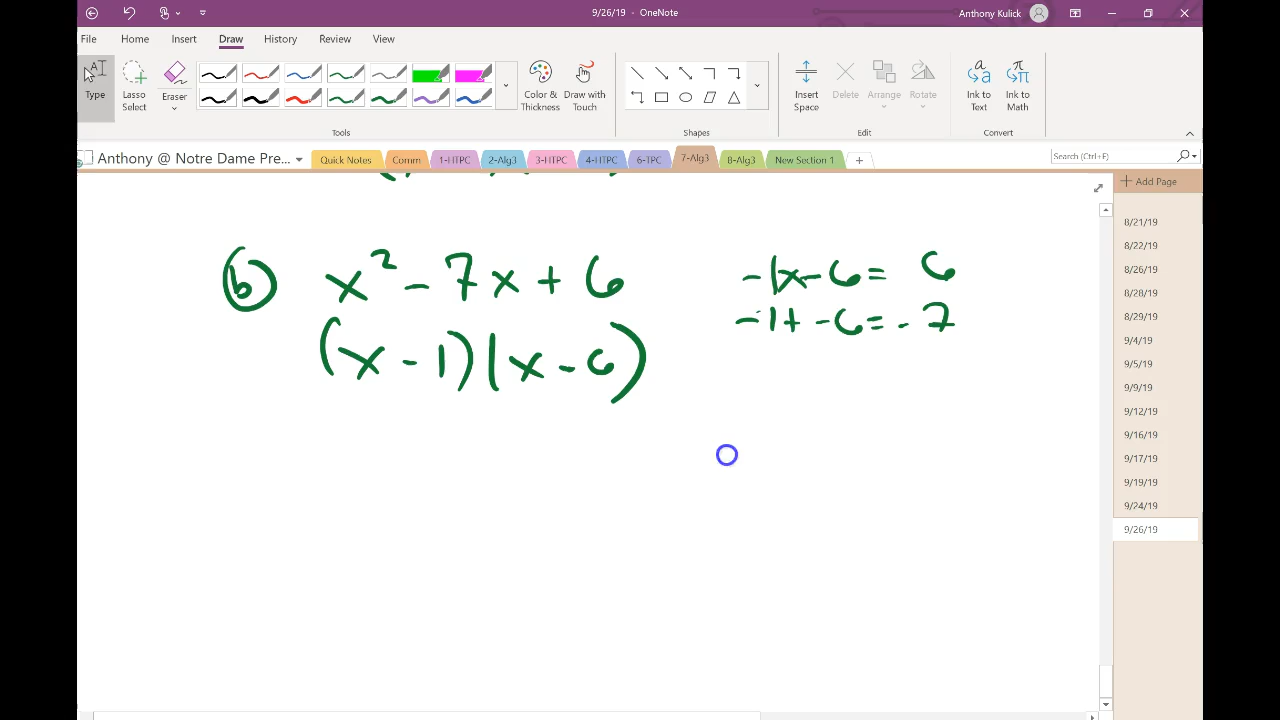 9/26/19 - OneNote
Anthony Kulick
File Home Insert Draw History Review View
Type
Lasso Select
Eraser
Color & Thickness
Draw with Touch
Insert Space
Delete
Arrange
Rotate
Ink to Text
Ink to Math
Tools
Shapes
Edit
Convert
Anthony @ Notre Dame Pre...
Quick Notes Comm 1-HTPC 2-Alg3 3-HTPC 4-HTPC 6-TPC 7-Alg3 8-Alg3 New Section 1 +
Search (Ctrl+F)
+ Add Page
8/21/19
8/22/19
8/26/19
8/28/19
8/29/19
9/4/19
9/5/19
9/9/19
9/12/19
9/16/19
9/17/19
9/19/19
9/24/19
9/26/19
b x² - 7x + 6
(x - 1)(x - 6)
-1x-6= 6
-1+ -6=-7